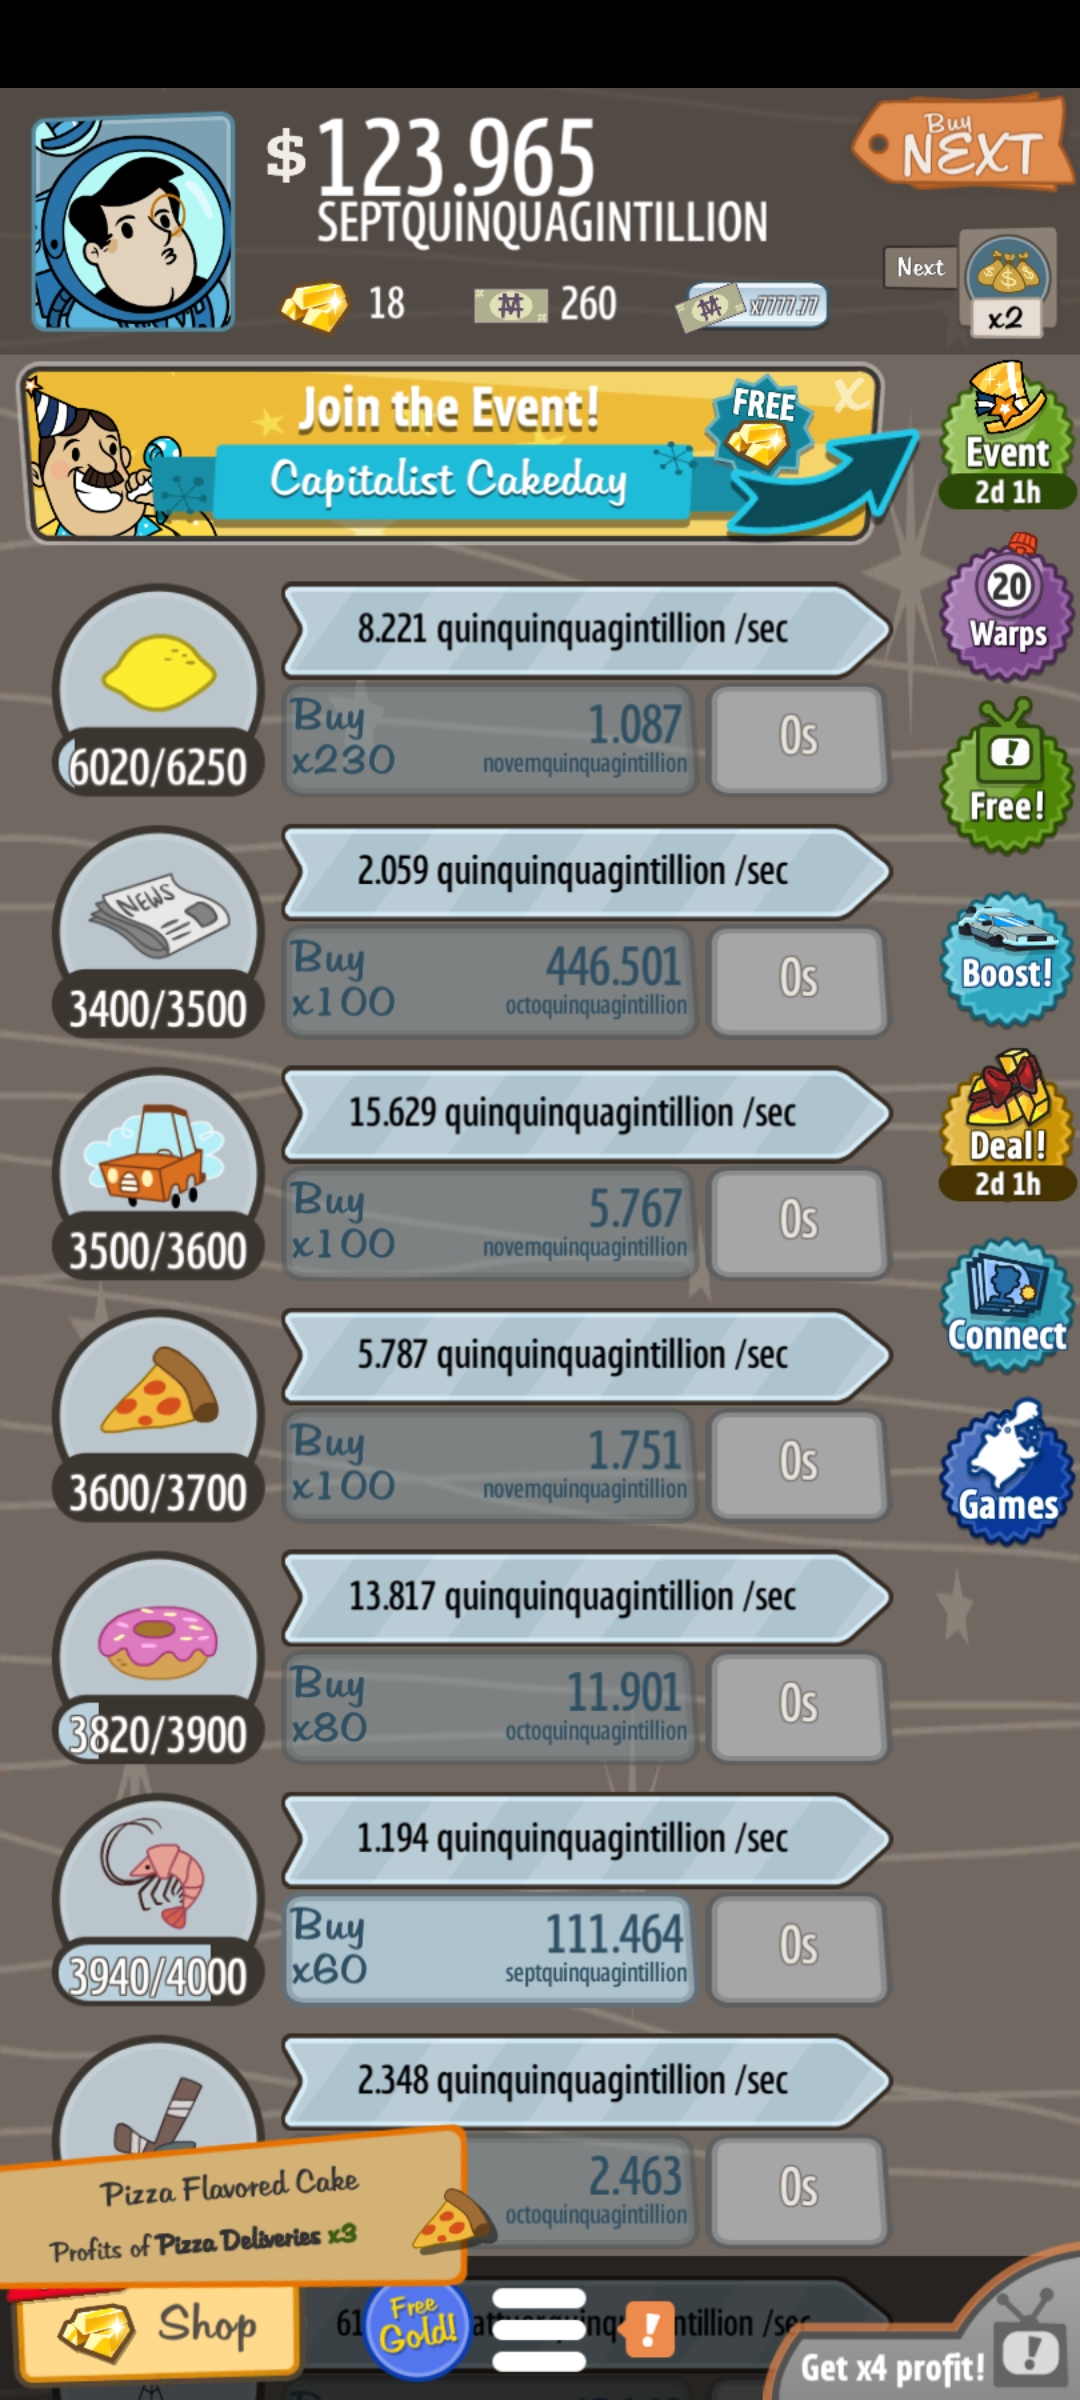 $123.965
SEPTQUINQUAGINTILLION
Buy
NEXT
18
260
x7777.77
Next
x2
Join the Event!
FREE
x
Capitalist Cakeday
Event
2d 1h
20
Warps
8.221 quinquinquagintillion /sec
6020/6250
Buy
x230
1.087
novemquinquagintillion
0s
!
Free!
NEWS
2.059 quinquinquagintillion /sec
3400/3500
Buy
x100
446.501
octoquinquagintillion
0s
Boost!
15.629 quinquinquagintillion /sec
3500/3600
Buy
x100
5.767
novemquinquagintillion
0s
Deal!
2d 1h
5.787 quinquinquagintillion /sec
3600/3700
Buy
x100
1.751
novemquinquagintillion
0s
Connect
Games
13.817 quinquinquagintillion /sec
3820/3900
Buy
x80
11.901
octoquinquagintillion
0s
1.194 quinquinquagintillion /sec
3940/4000
Buy
x60
111.464
septquinquagintillion
0s
2.348 quinquinquagintillion /sec
2.463
octoquinquagintillion
0s
Pizza Flavored Cake
Profits of Pizza Deliveries x3
Shop
Free
Gold!
!
Get x4 profit!
!